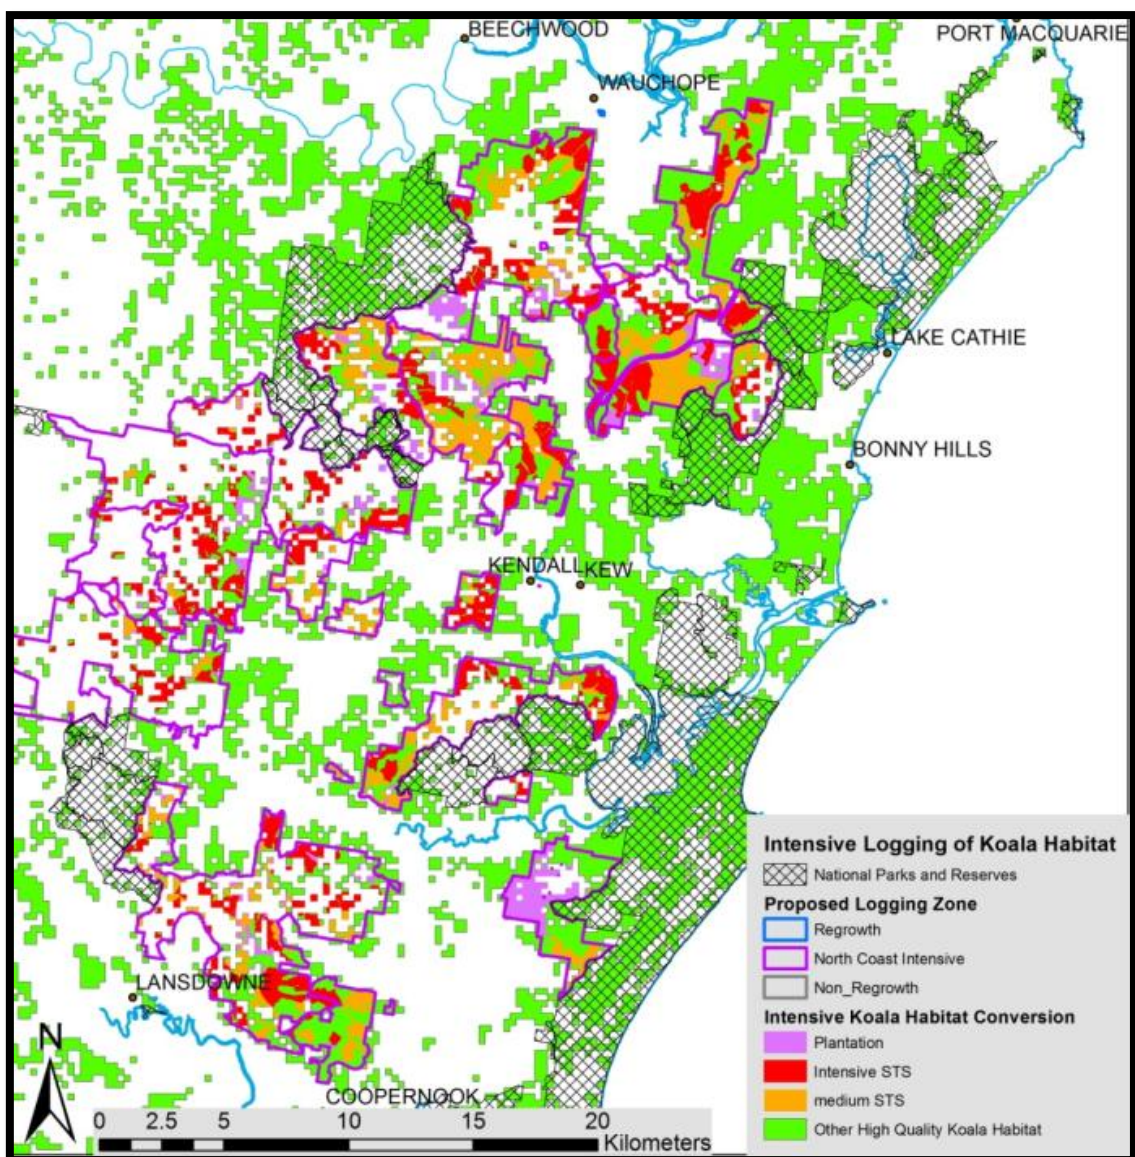 BEECHWOOD
PORT MACQUARIE
WAUCHOPE
LAKE CATHIE
BONNY HILLS
KENDALL
KEW
Intensive Logging of Koala Habitat
National Parks and Reserves
Proposed Logging Zone
Regrowth
North Coast Intensive
Non_Regrowth
Intensive Koala Habitat Conversion
Plantation
Intensive STS
medium STS
Other High Quality Koala Habitat
LANSDOWNE
N
COOPERNOOK
0 2.5 5 10 15 20
Kilometers